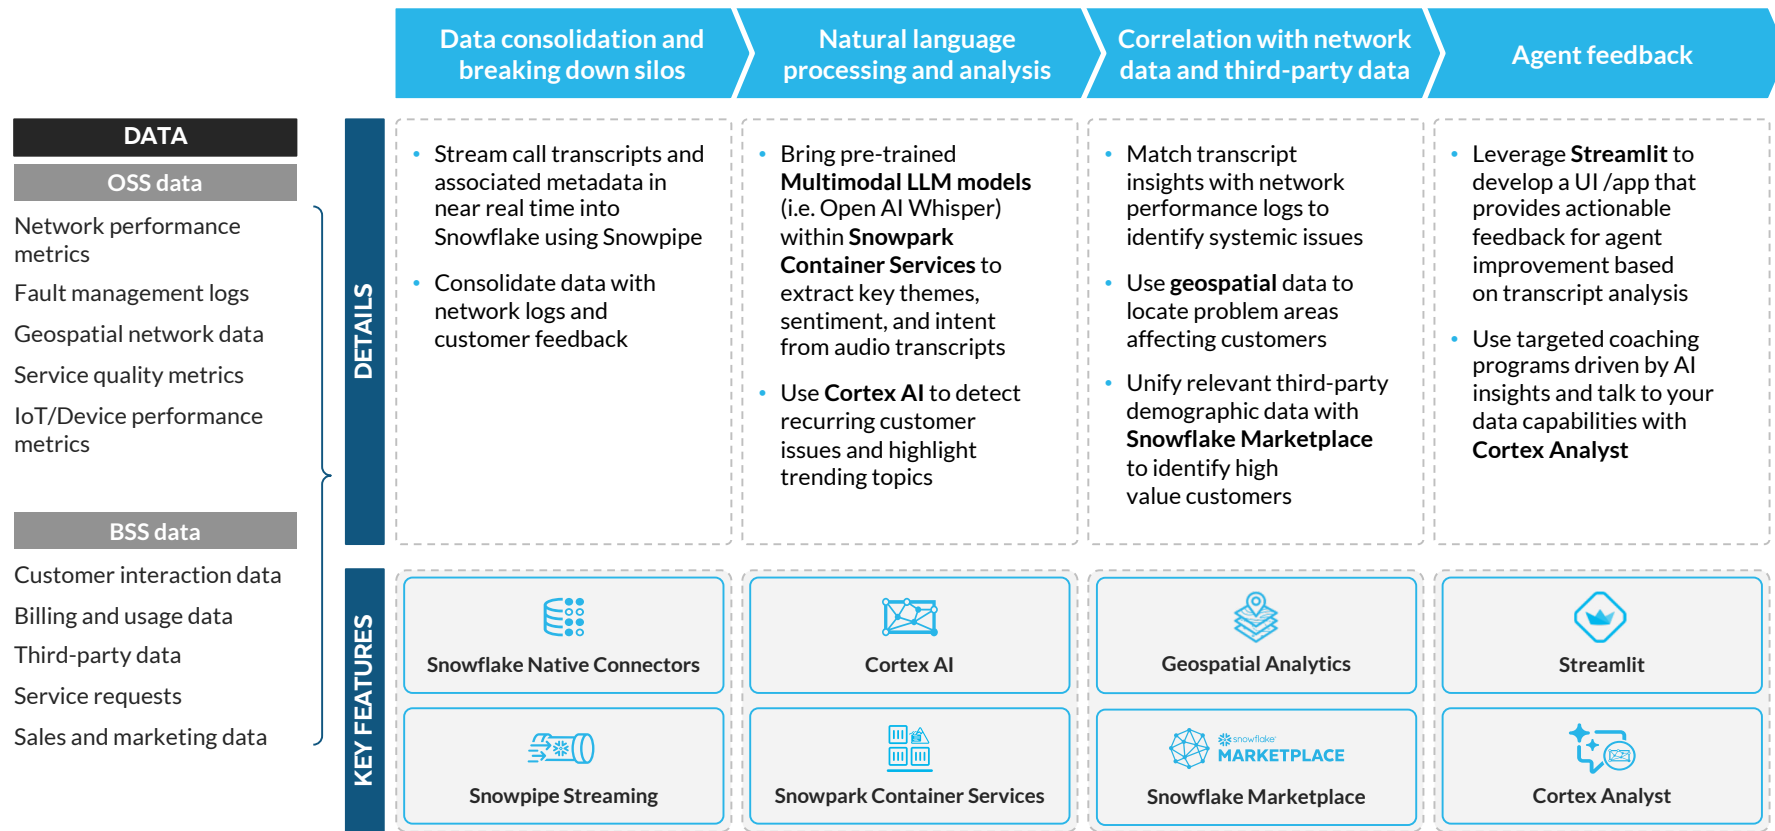 Data consolidation and
breaking down silos
Natural language
processing and analysis
Correlation with network
data and third-party data
Agent feedback
DATA
OSS data
Network performance
metrics
Fault management logs
Geospatial network data
Service quality metrics
IoT/Device performance
metrics
BSS data
Customer interaction data
Billing and usage data
Third-party data
Service requests
Sales and marketing data
DETAILS
• Stream call transcripts and
associated metadata in
near real time into
Snowflake using Snowpipe
• Consolidate data with
network logs and
customer feedback
• Bring pre-trained
Multimodal LLM models
(i.e. Open AI Whisper)
within Snowpark
Container Services to
extract key themes,
sentiment, and intent
from audio transcripts
• Use Cortex AI to detect
recurring customer
issues and highlight
trending topics
• Match transcript
insights with network
performance logs to
identify systemic issues
• Use geospatial data to
locate problem areas
affecting customers
• Unify relevant third-party
demographic data with
Snowflake Marketplace
to identify high
value customers
• Leverage Streamlit to
develop a UI /app that
provides actionable
feedback for agent
improvement based
on transcript analysis
• Use targeted coaching
programs driven by AI
insights and talk to your
data capabilities with
Cortex Analyst
KEY FEATURES
Snowflake Native Connectors
Cortex AI
Geospatial Analytics
Streamlit
Snowpipe Streaming
Snowpark Container Services
snowflake
MARKETPLACE
Snowflake Marketplace
Cortex Analyst